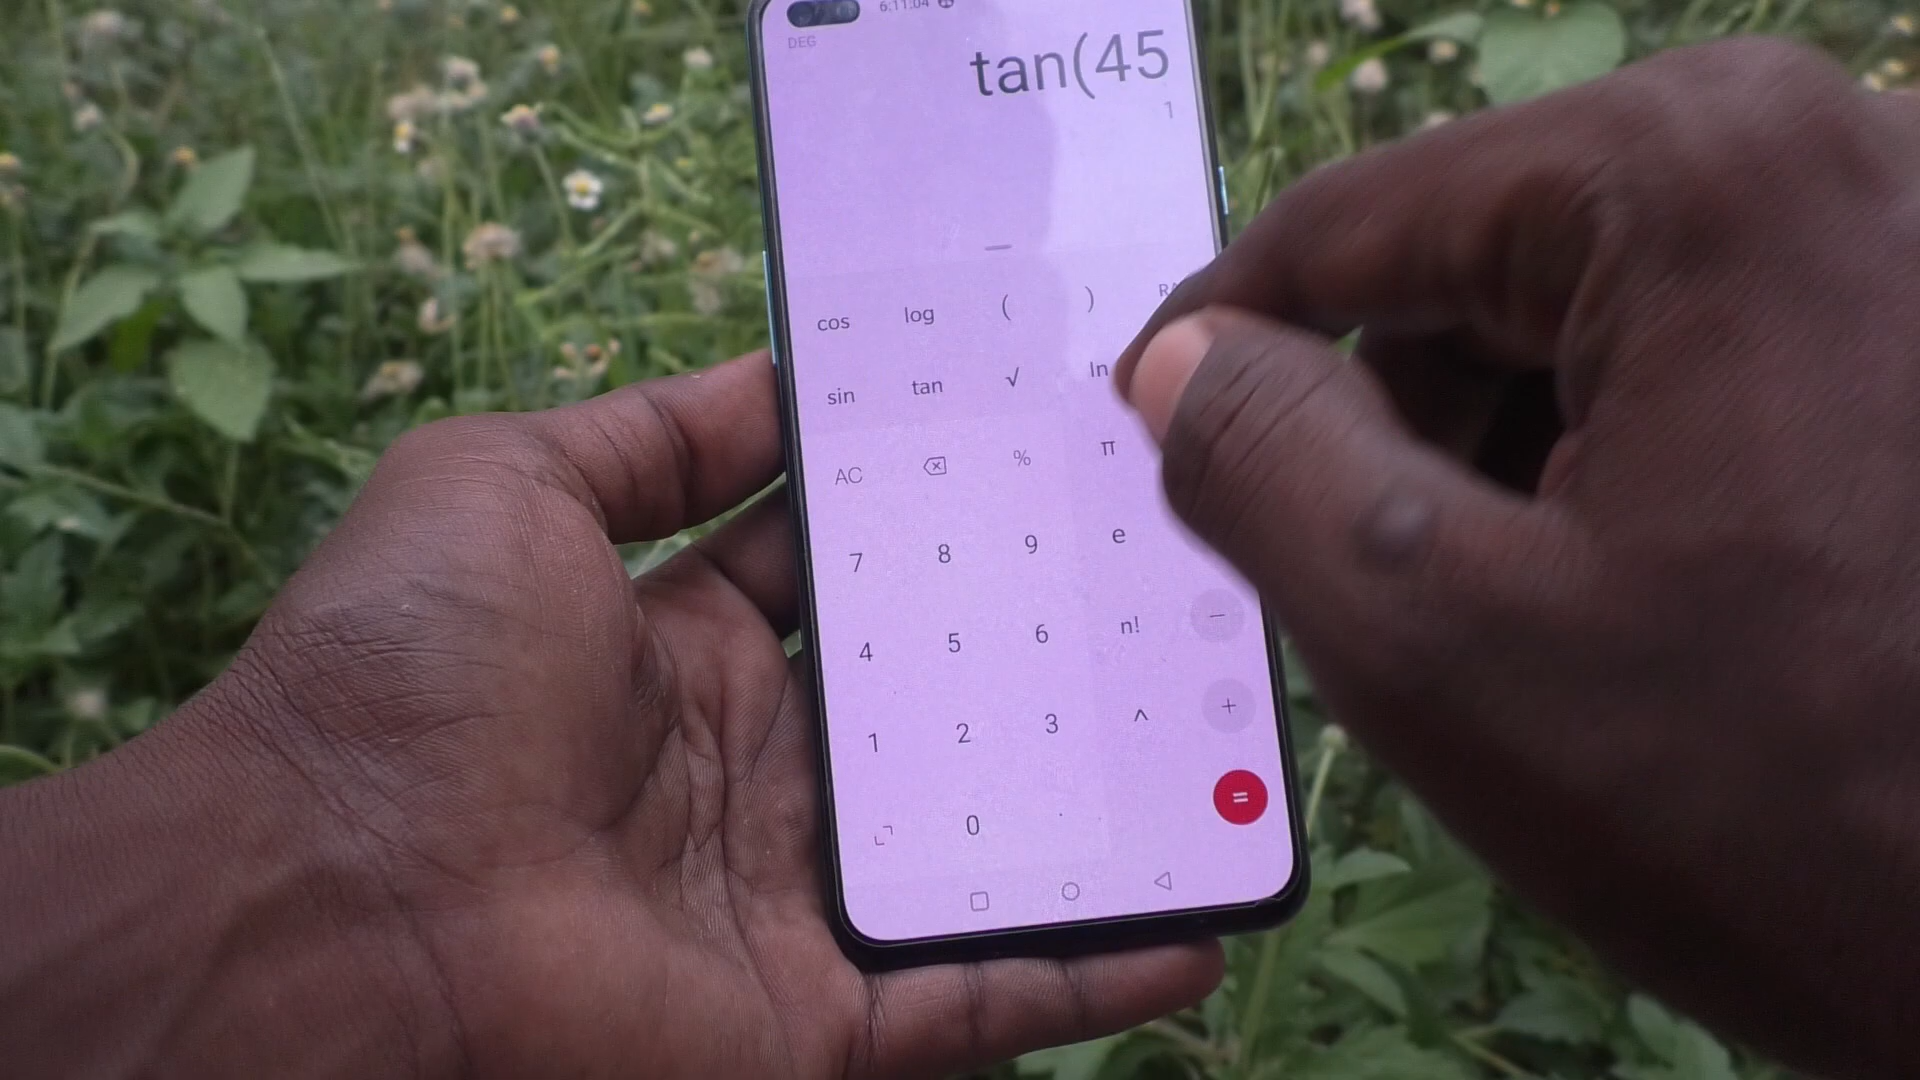 6:11:04
DEG
tan(45
1
cos log ( )
sin tan √ ln
AC % π
7 8 9 e
4 5 6 n! −
1 2 3 ^ +
0 . =